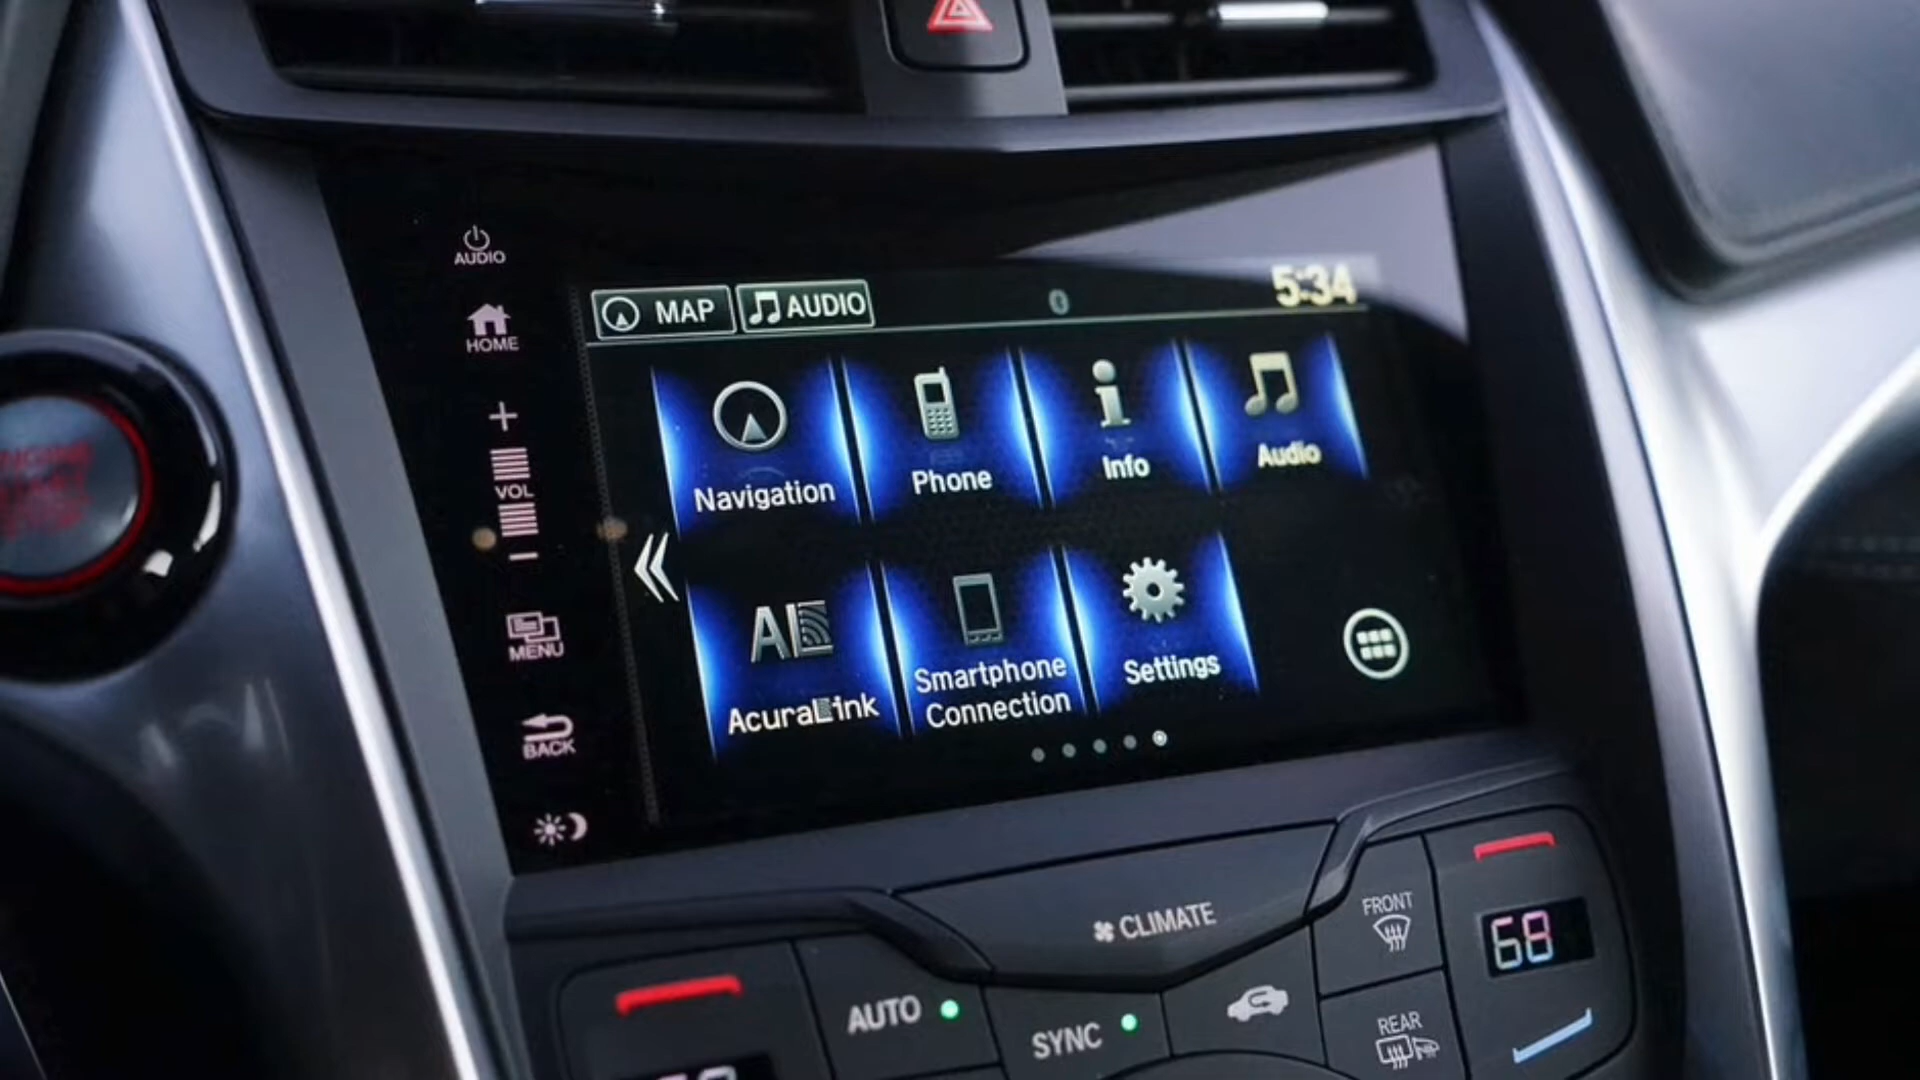 AUDIO
HOME
VOL
MENU
BACK
MAP
AUDIO
5:34
Navigation
Phone
Info
Audio
AcuraLink
Smartphone
Connection
Settings
CLIMATE
AUTO
SYNC
FRONT
REAR
68